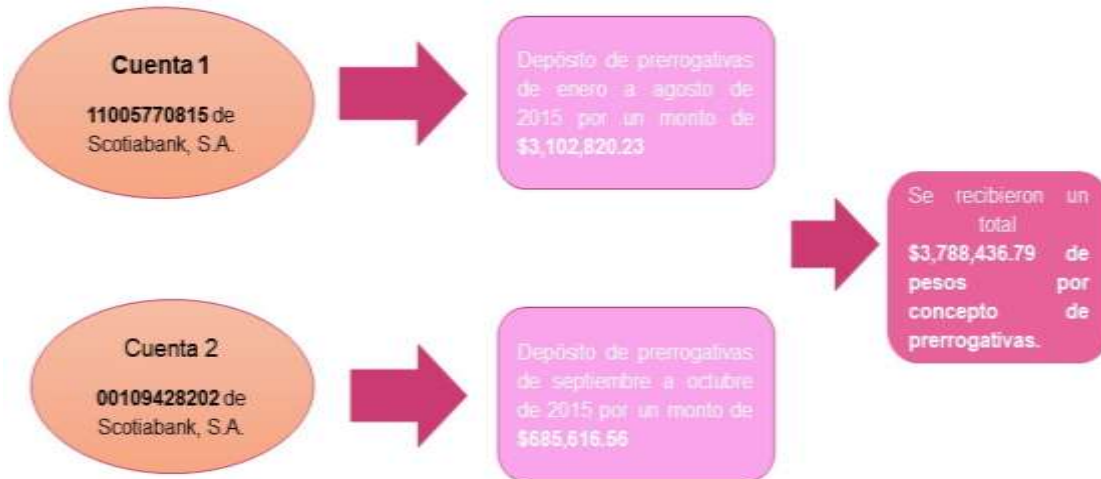 Cuenta 1
11005770815 de
Scotiabank, S.A.
Depósito de prerrogativas
de enero a agosto de
2015 por un monto de
$3,102,820.23
Se recibieron un
total
$3,788,436.79 de
pesos por
concepto de
prerrogativas.
Cuenta 2
00109428202 de
Scotiabank, S.A.
Depósito de prerrogativas
de septiembre a octubre
de 2015 por un monto de
$685,616.56